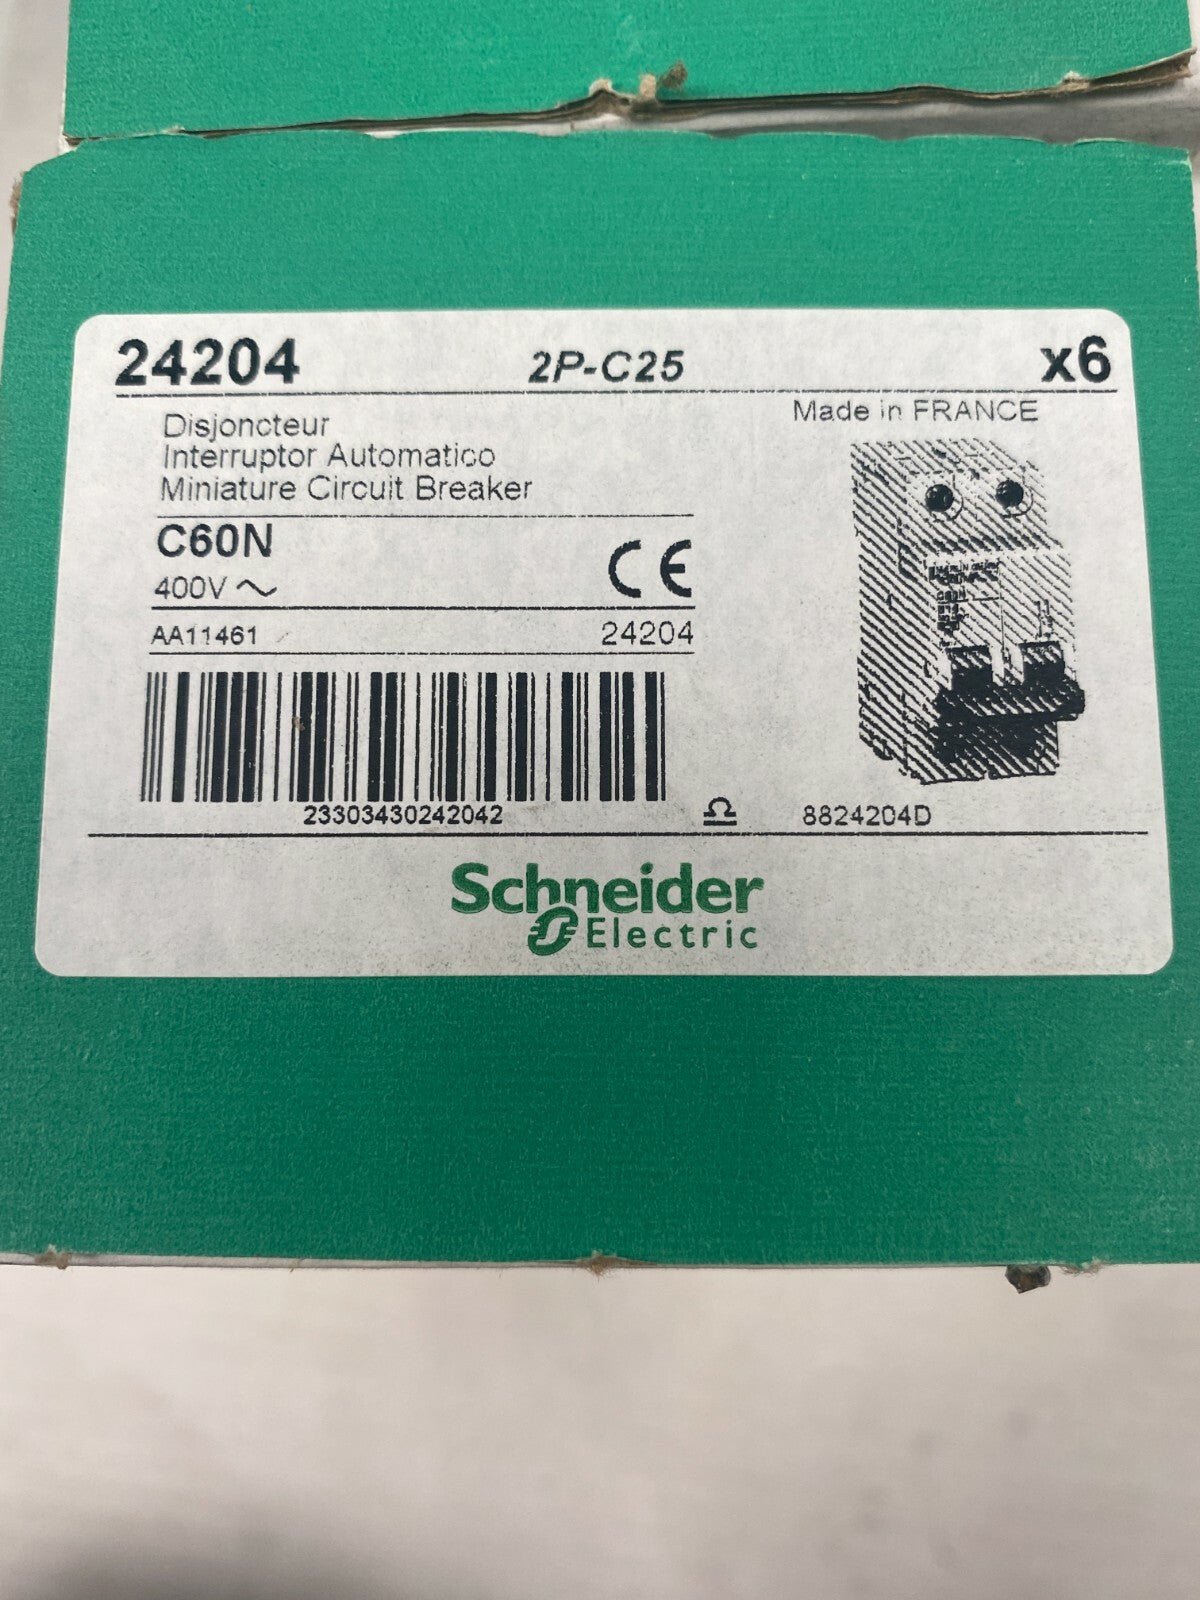 24204 2P-C25 x6
Made in FRANCE
Disjoncteur
Interruptor Automatico
Miniature Circuit Breaker
C60N
400V ~ CE
AA11461 24204
23303430242042
8824204D
Schneider
Electric